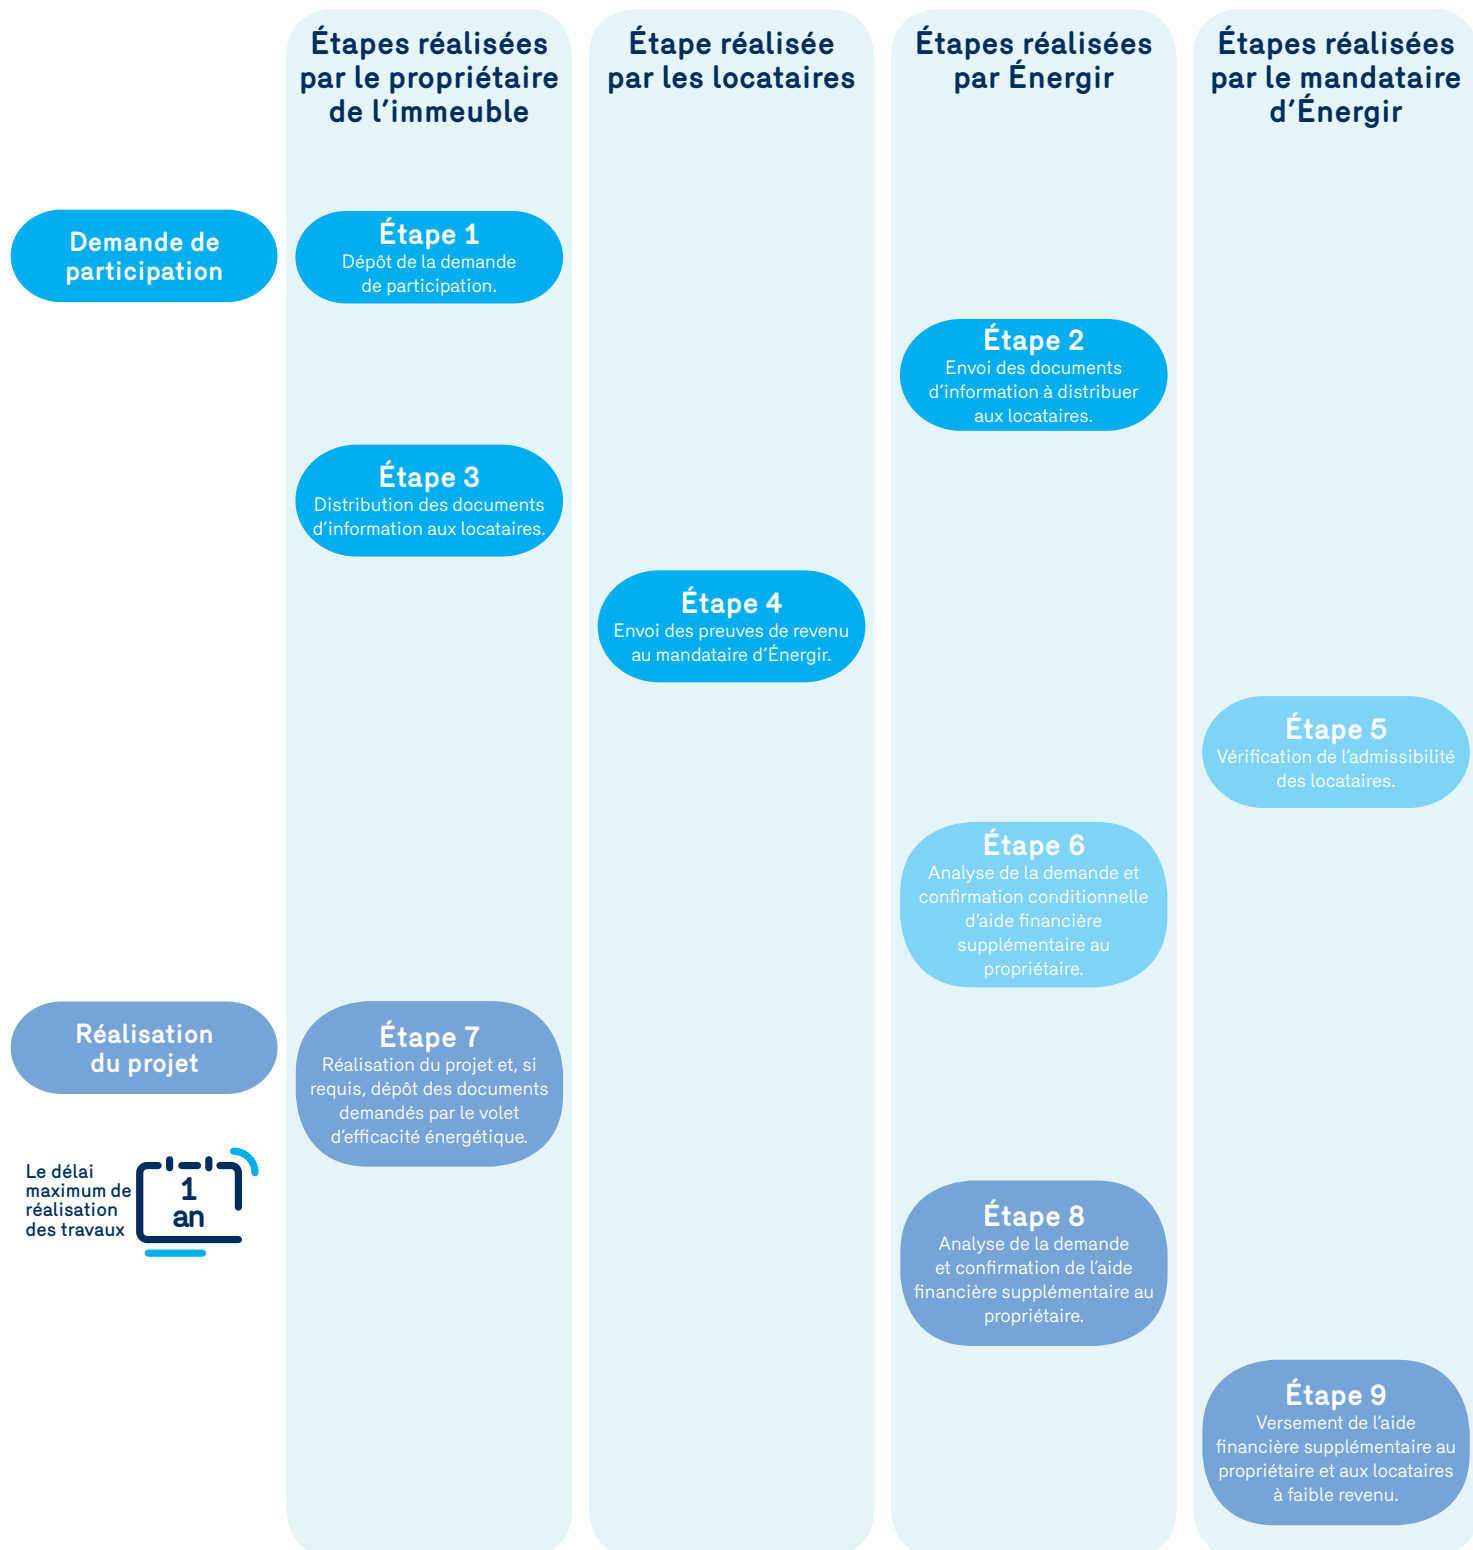 Étapes réalisées
par le propriétaire
de l’immeuble
Étape réalisée
par les locataires
Étapes réalisées
par Énergir
Étapes réalisées
par le mandataire
d’Énergir
Demande de
participation
Étape 1
Dépôt de la demande
de participation.
Étape 2
Envoi des documents
d’information à distribuer
aux locataires.
Étape 3
Distribution des documents
d’information aux locataires.
Étape 4
Envoi des preuves de revenu
au mandataire d’Énergir.
Étape 5
Vérification de l’admissibilité
des locataires.
Étape 6
Analyse de la demande et
confirmation conditionnelle
d’aide financière
supplémentaire au
propriétaire.
Réalisation
du projet
Étape 7
Réalisation du projet et, si
requis, dépôt des documents
demandés par le volet
d’efficacité énergétique.
Le délai
maximum de
réalisation
des travaux
1
an
Étape 8
Analyse de la demande
et confirmation de l’aide
financière supplémentaire au
propriétaire.
Étape 9
Versement de l’aide
financière supplémentaire au
propriétaire et aux locataires
à faible revenu.